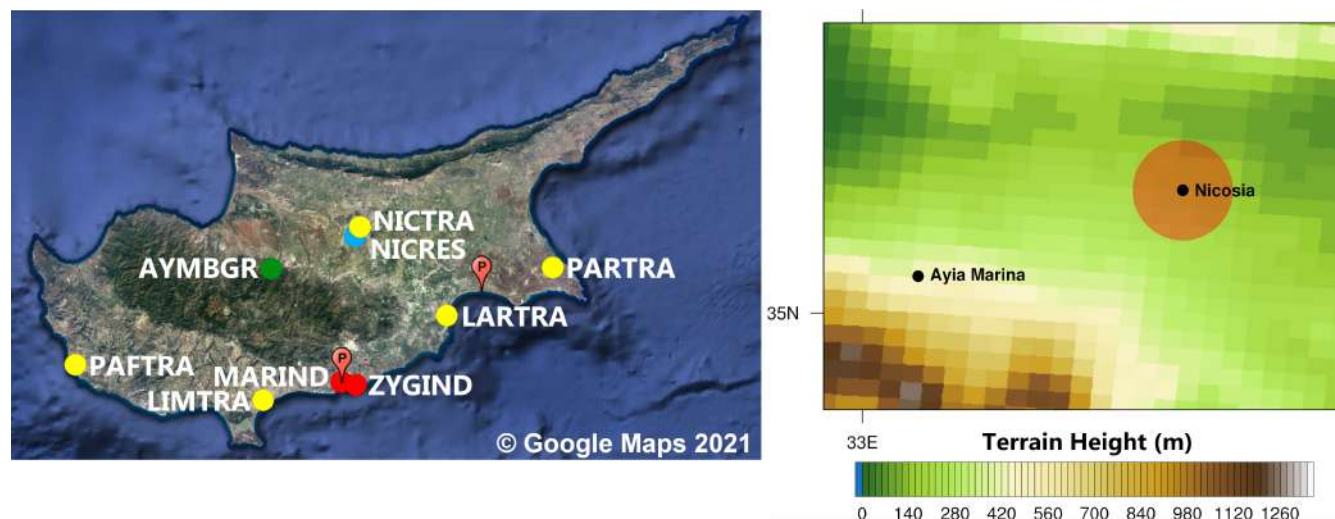 NICTRA
NICRES
AYMBGR
P
PARTRA
LARTRA
PAFTRA
P
MARIND
ZYGIND
LIMTRA
© Google Maps 2021
Nicosia
Ayia Marina
35N
33E
Terrain Height (m)
0 140 280 420 560 700 840 980 1120 1260